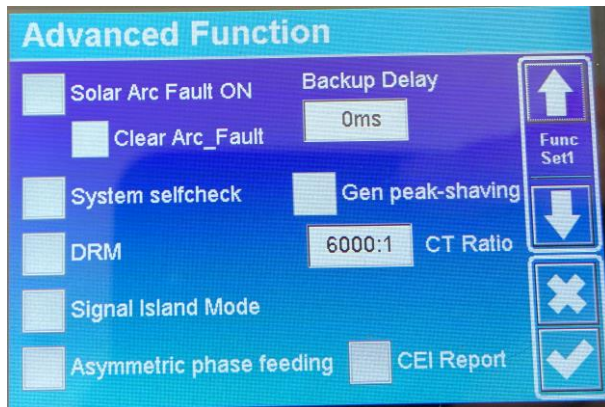 Advanced Function
Solar Arc Fault ON
Backup Delay
Clear Arc_Fault
0ms
Func
Set1
System selfcheck
Gen peak-shaving
DRM
6000:1
CT Ratio
Signal Island Mode
Asymmetric phase feeding
CEI Report